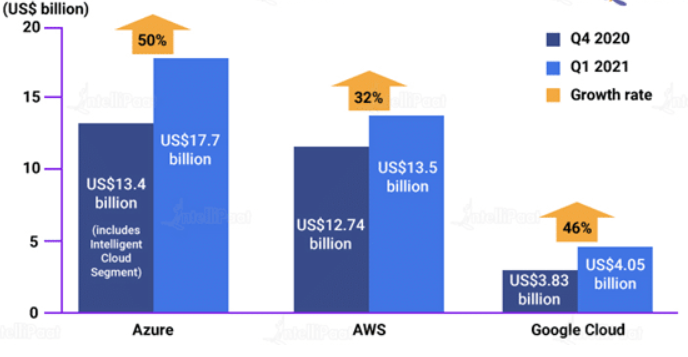 (US$ billion)
20
15
10
5
0
50%
32%
46%
Q4 2020
Q1 2021
Growth rate
US$13.4
billion
(includes
Intelligent
Cloud
Segment)
US$17.7
billion
US$12.74
billion
US$13.5
billion
US$3.83
billion
US$4.05
billion
Azure
AWS
Google Cloud